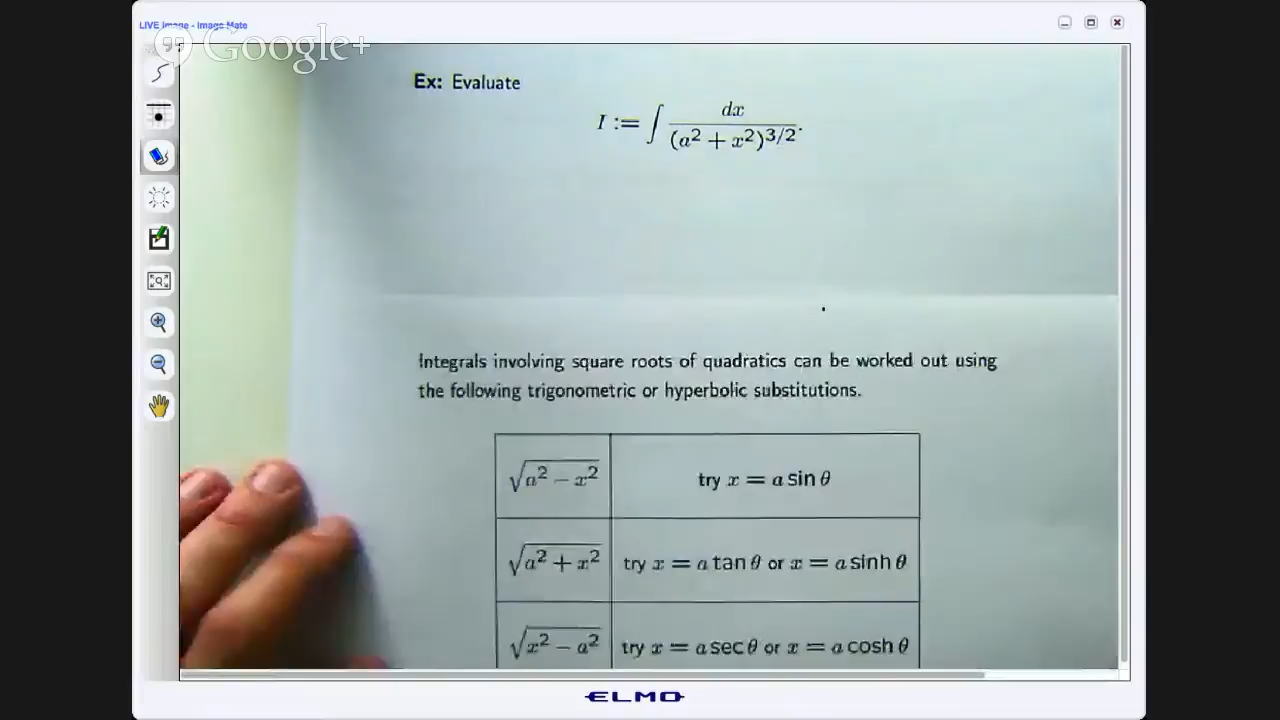 LIVE image - Image Mate
Google+
Ex: Evaluate
I := ∫ dx / (a² + x²)^{3/2}.
Integrals involving square roots of quadratics can be worked out using
the following trigonometric or hyperbolic substitutions.
√(a² − x²) try x = a sin θ
√(a² + x²) try x = a tan θ or x = a sinh θ
√(x² − a²) try x = a sec θ or x = a cosh θ
ELMO